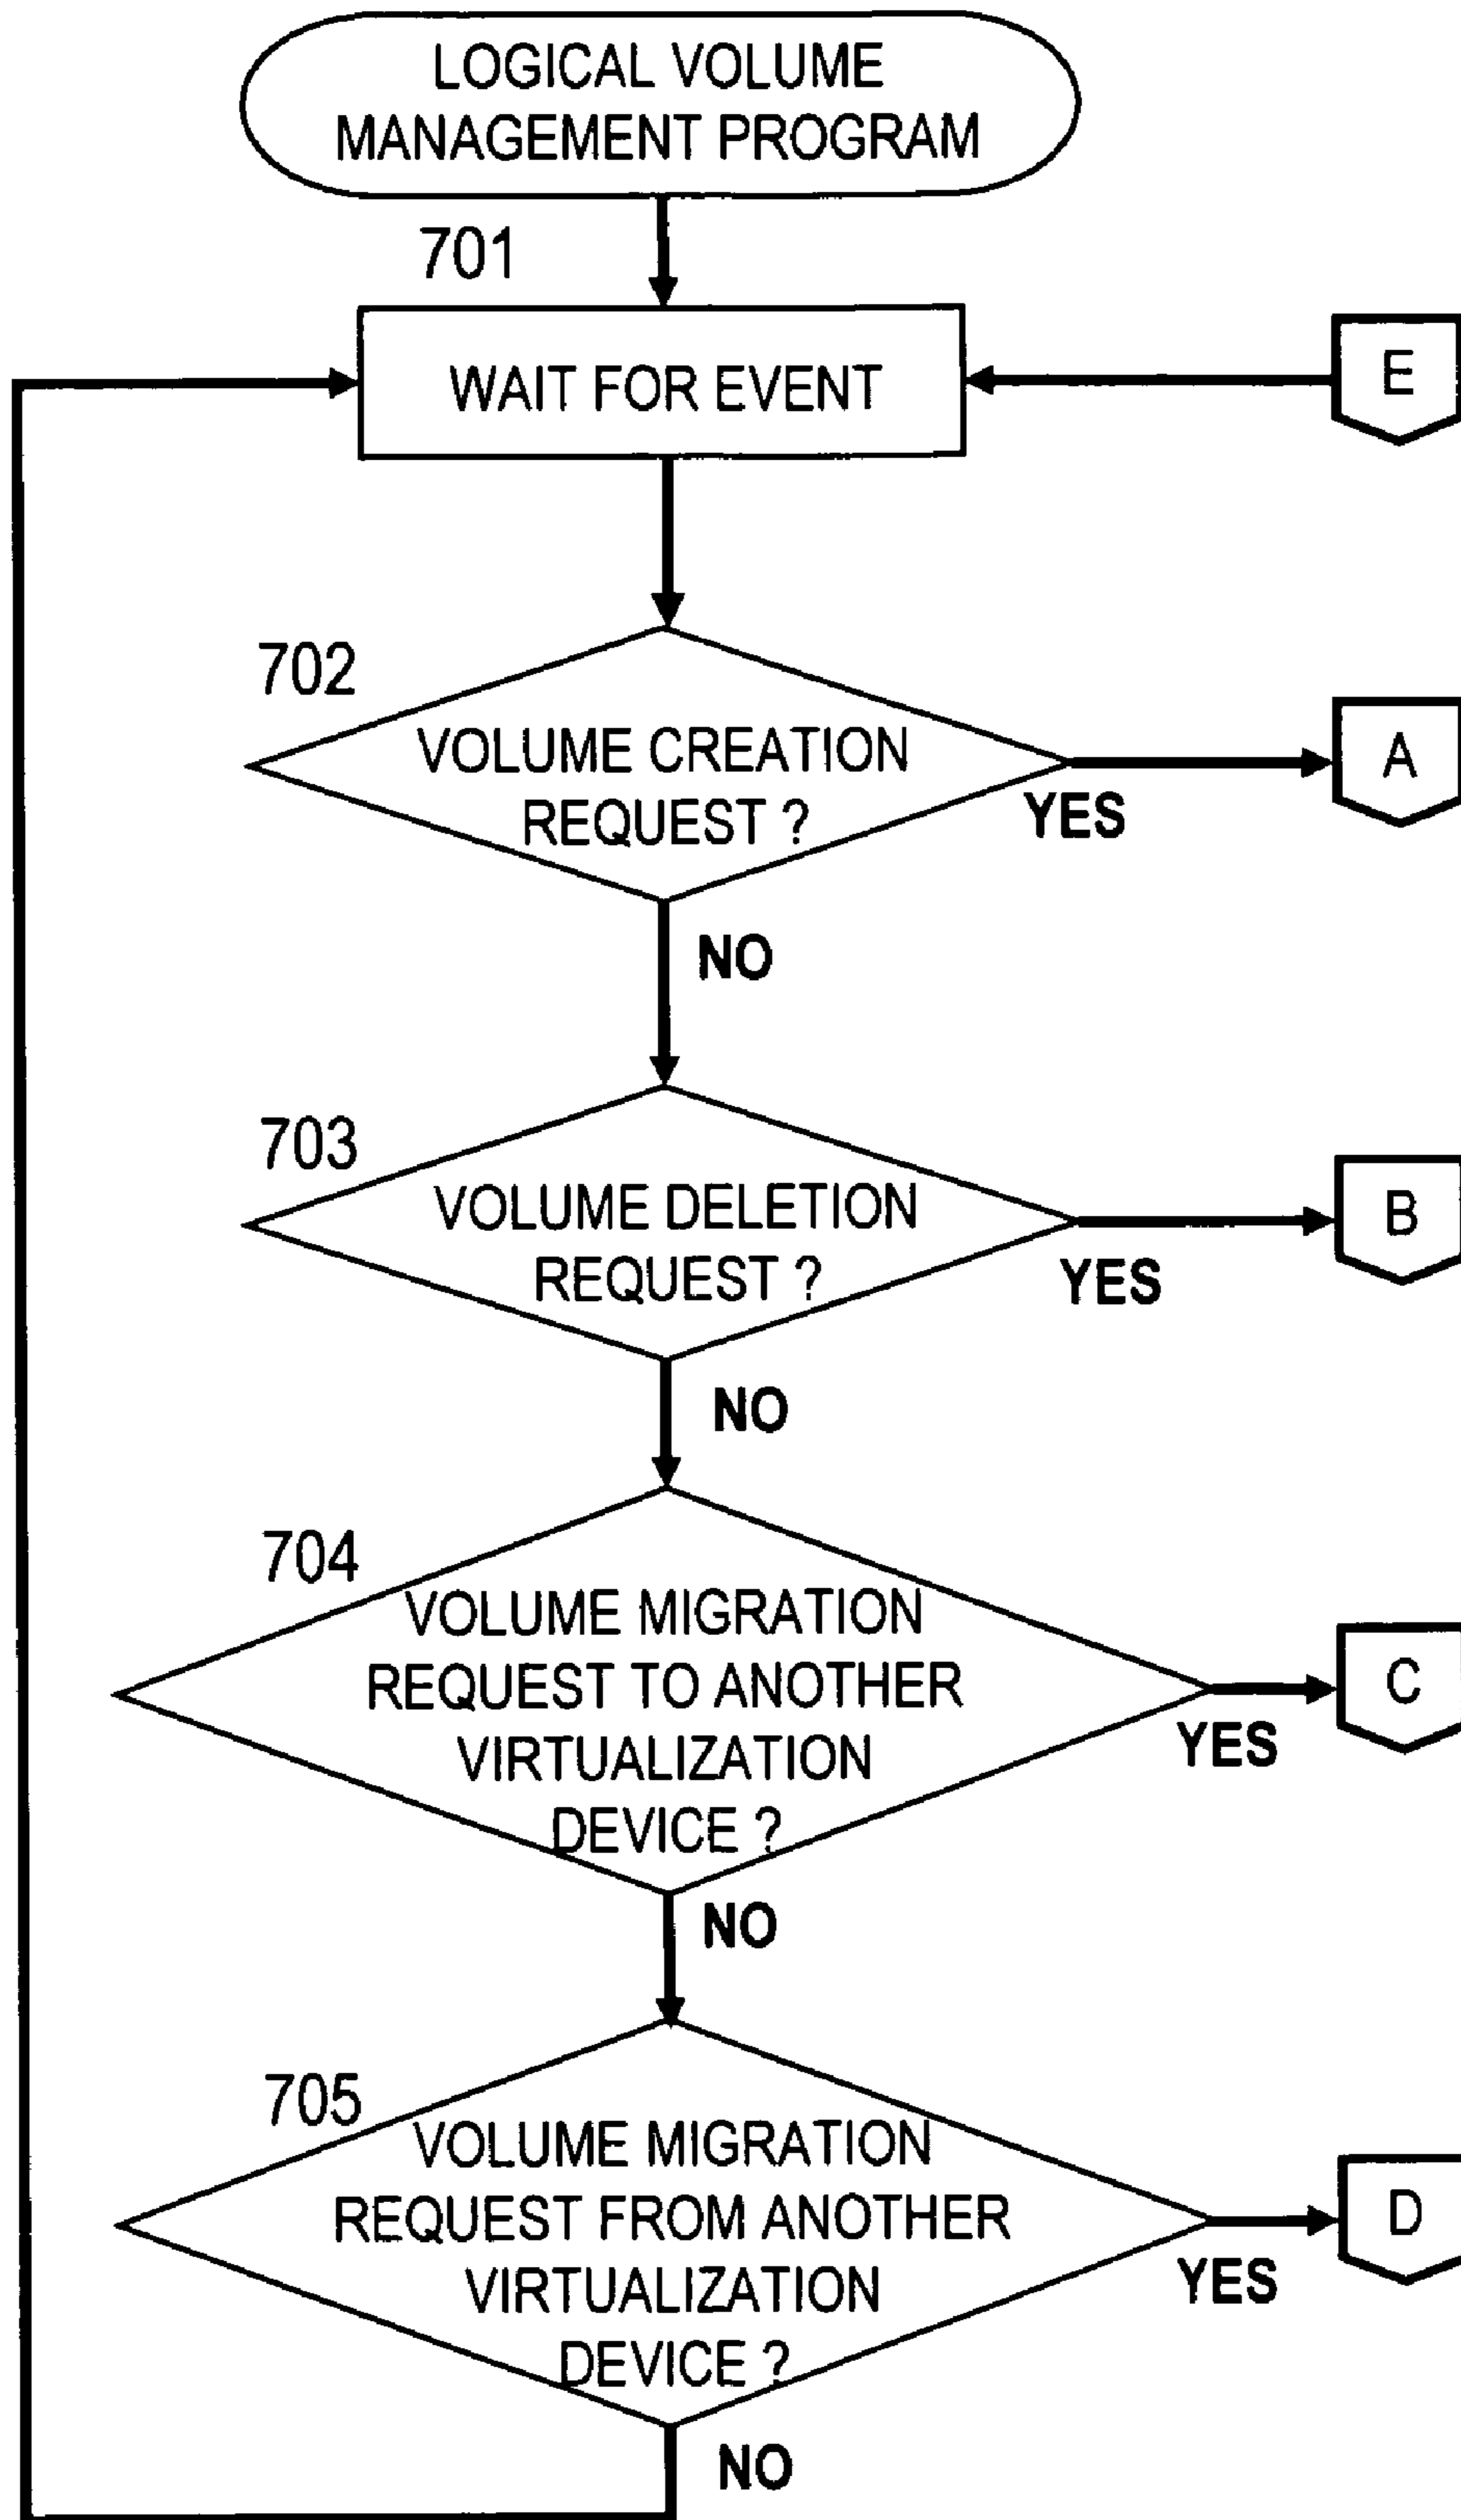 LOGICAL VOLUME
MANAGEMENT PROGRAM
701
WAIT FOR EVENT
E
702
VOLUME CREATION
REQUEST ?
YES
A
NO
703
VOLUME DELETION
REQUEST ?
YES
B
NO
704
VOLUME MIGRATION
REQUEST TO ANOTHER
VIRTUALIZATION
DEVICE ?
YES
C
NO
705
VOLUME MIGRATION
REQUEST FROM ANOTHER
VIRTUALIZATION
DEVICE ?
YES
D
NO